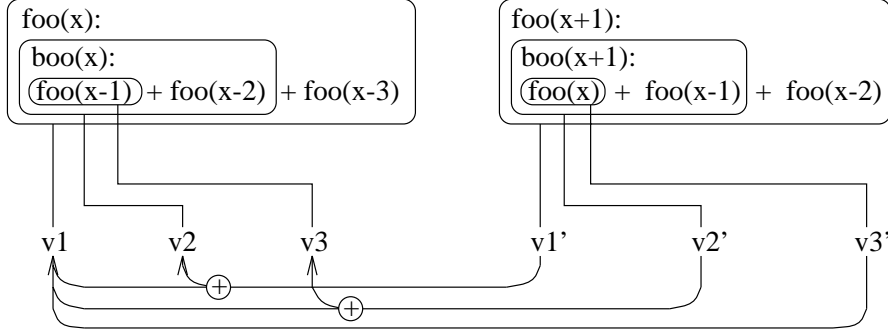 foo(x):
boo(x):
foo(x-1) + foo(x-2) + foo(x-3)
foo(x+1):
boo(x+1):
foo(x) + foo(x-1) + foo(x-2)
v1 v2 v3 v1' v2' v3'
+
+